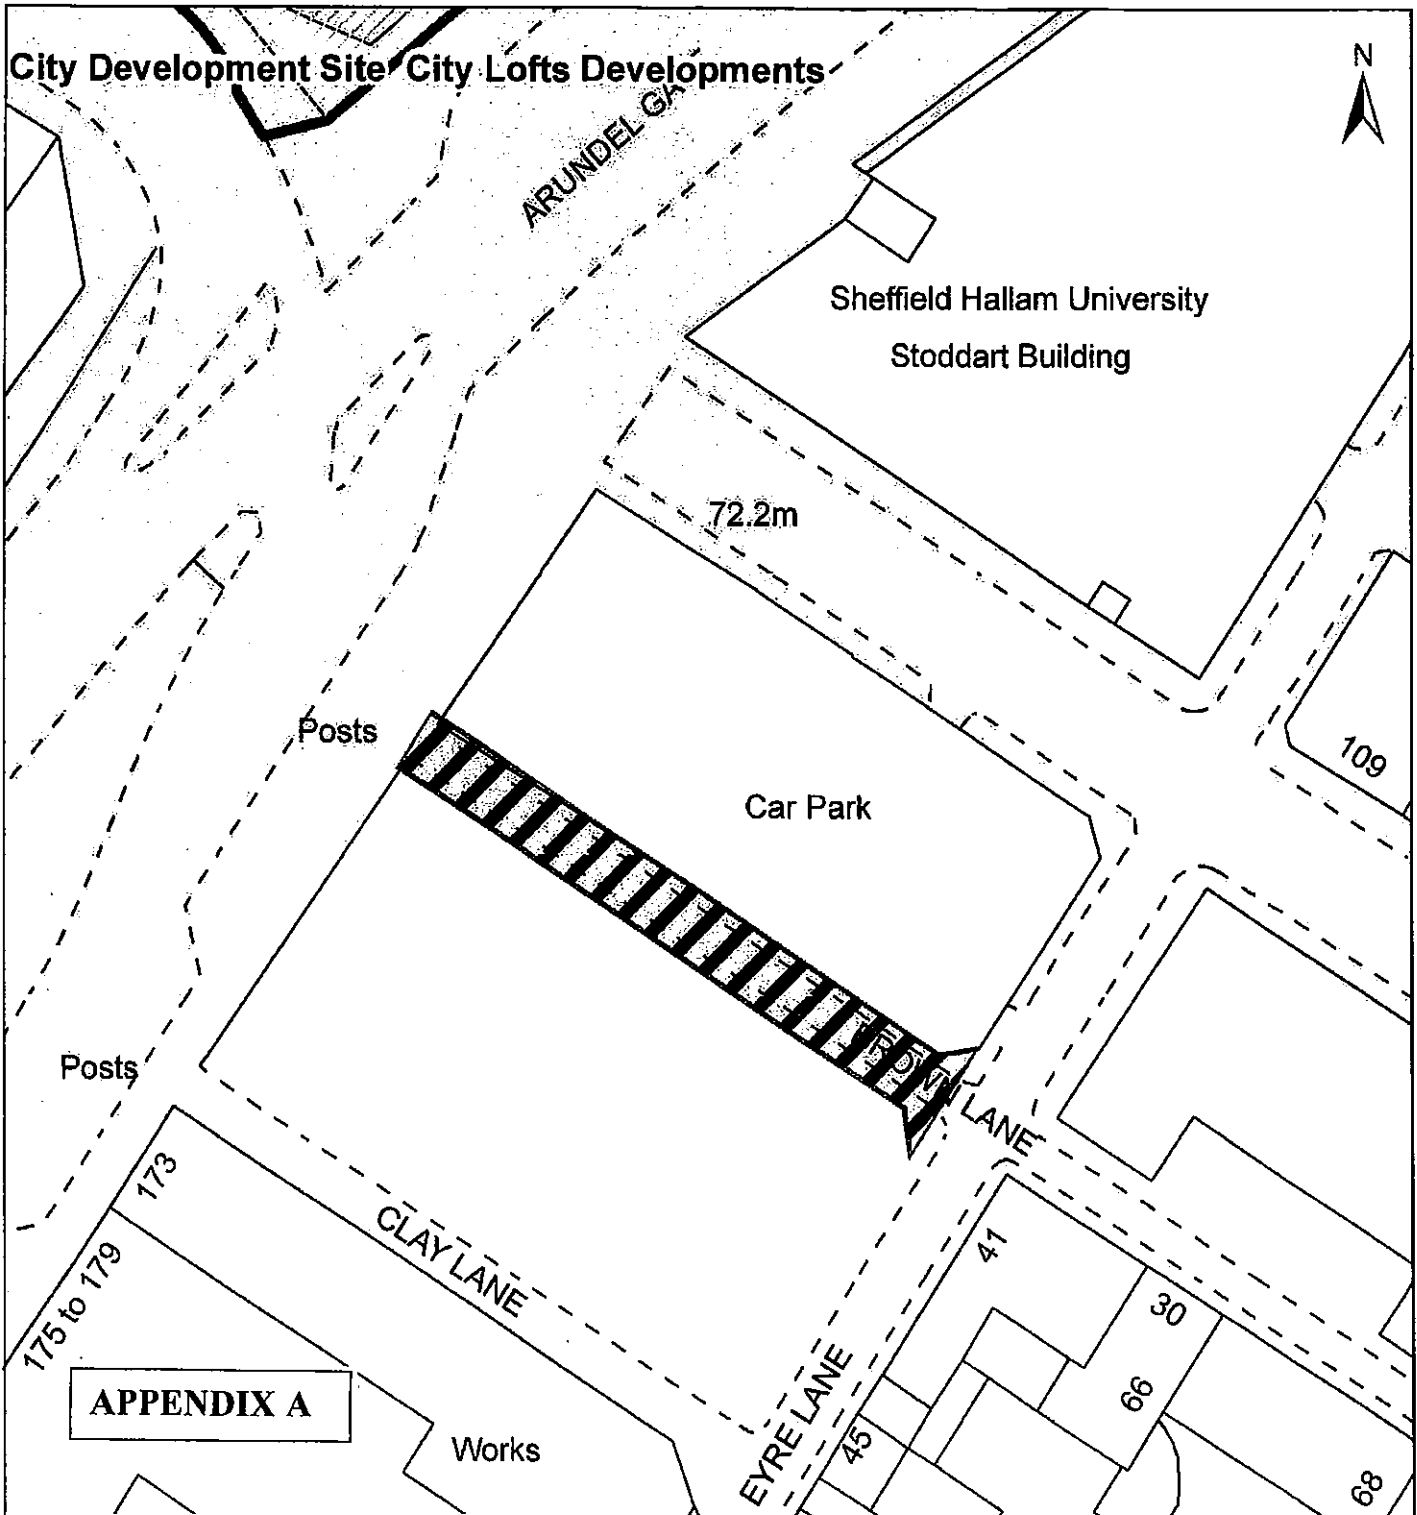 City Development Site City Lofts Developments
N
ARUNDEL GA
Sheffield Hallam University
Stoddart Building
72.2m
Posts
109
Car Park
Posts
LANE
173
CLAY LANE
41
175 to 179
30
EYRE LANE
66
APPENDIX A
Works
45
68